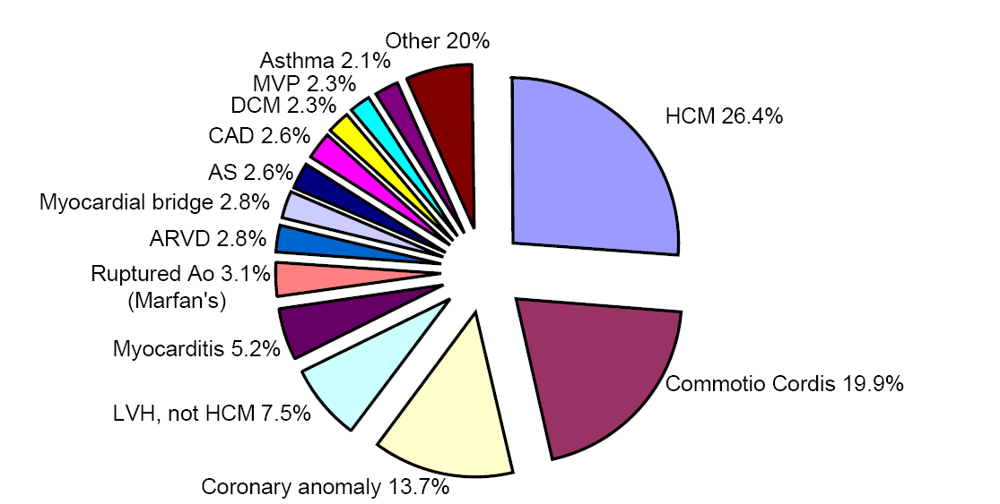 Other 20%
Asthma 2.1%
MVP 2.3%
DCM 2.3%
CAD 2.6%
AS 2.6%
Myocardial bridge 2.8%
ARVD 2.8%
Ruptured Ao 3.1%
(Marfan's)
Myocarditis 5.2%
LVH, not HCM 7.5%
Coronary anomaly 13.7%
HCM 26.4%
Commotio Cordis 19.9%